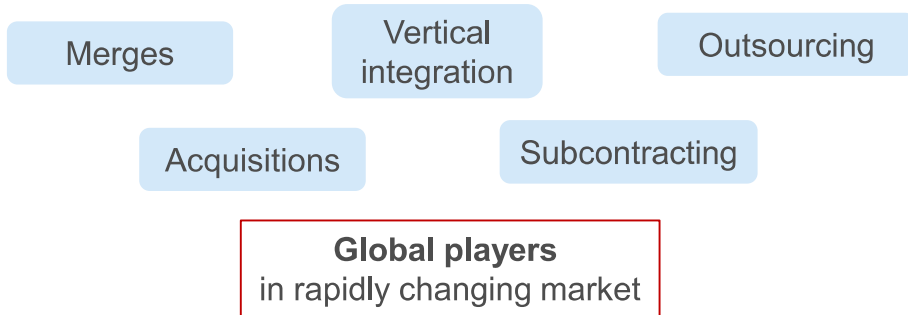 Merges
Vertical
integration
Outsourcing
Acquisitions
Subcontracting
Global players
in rapidly changing market